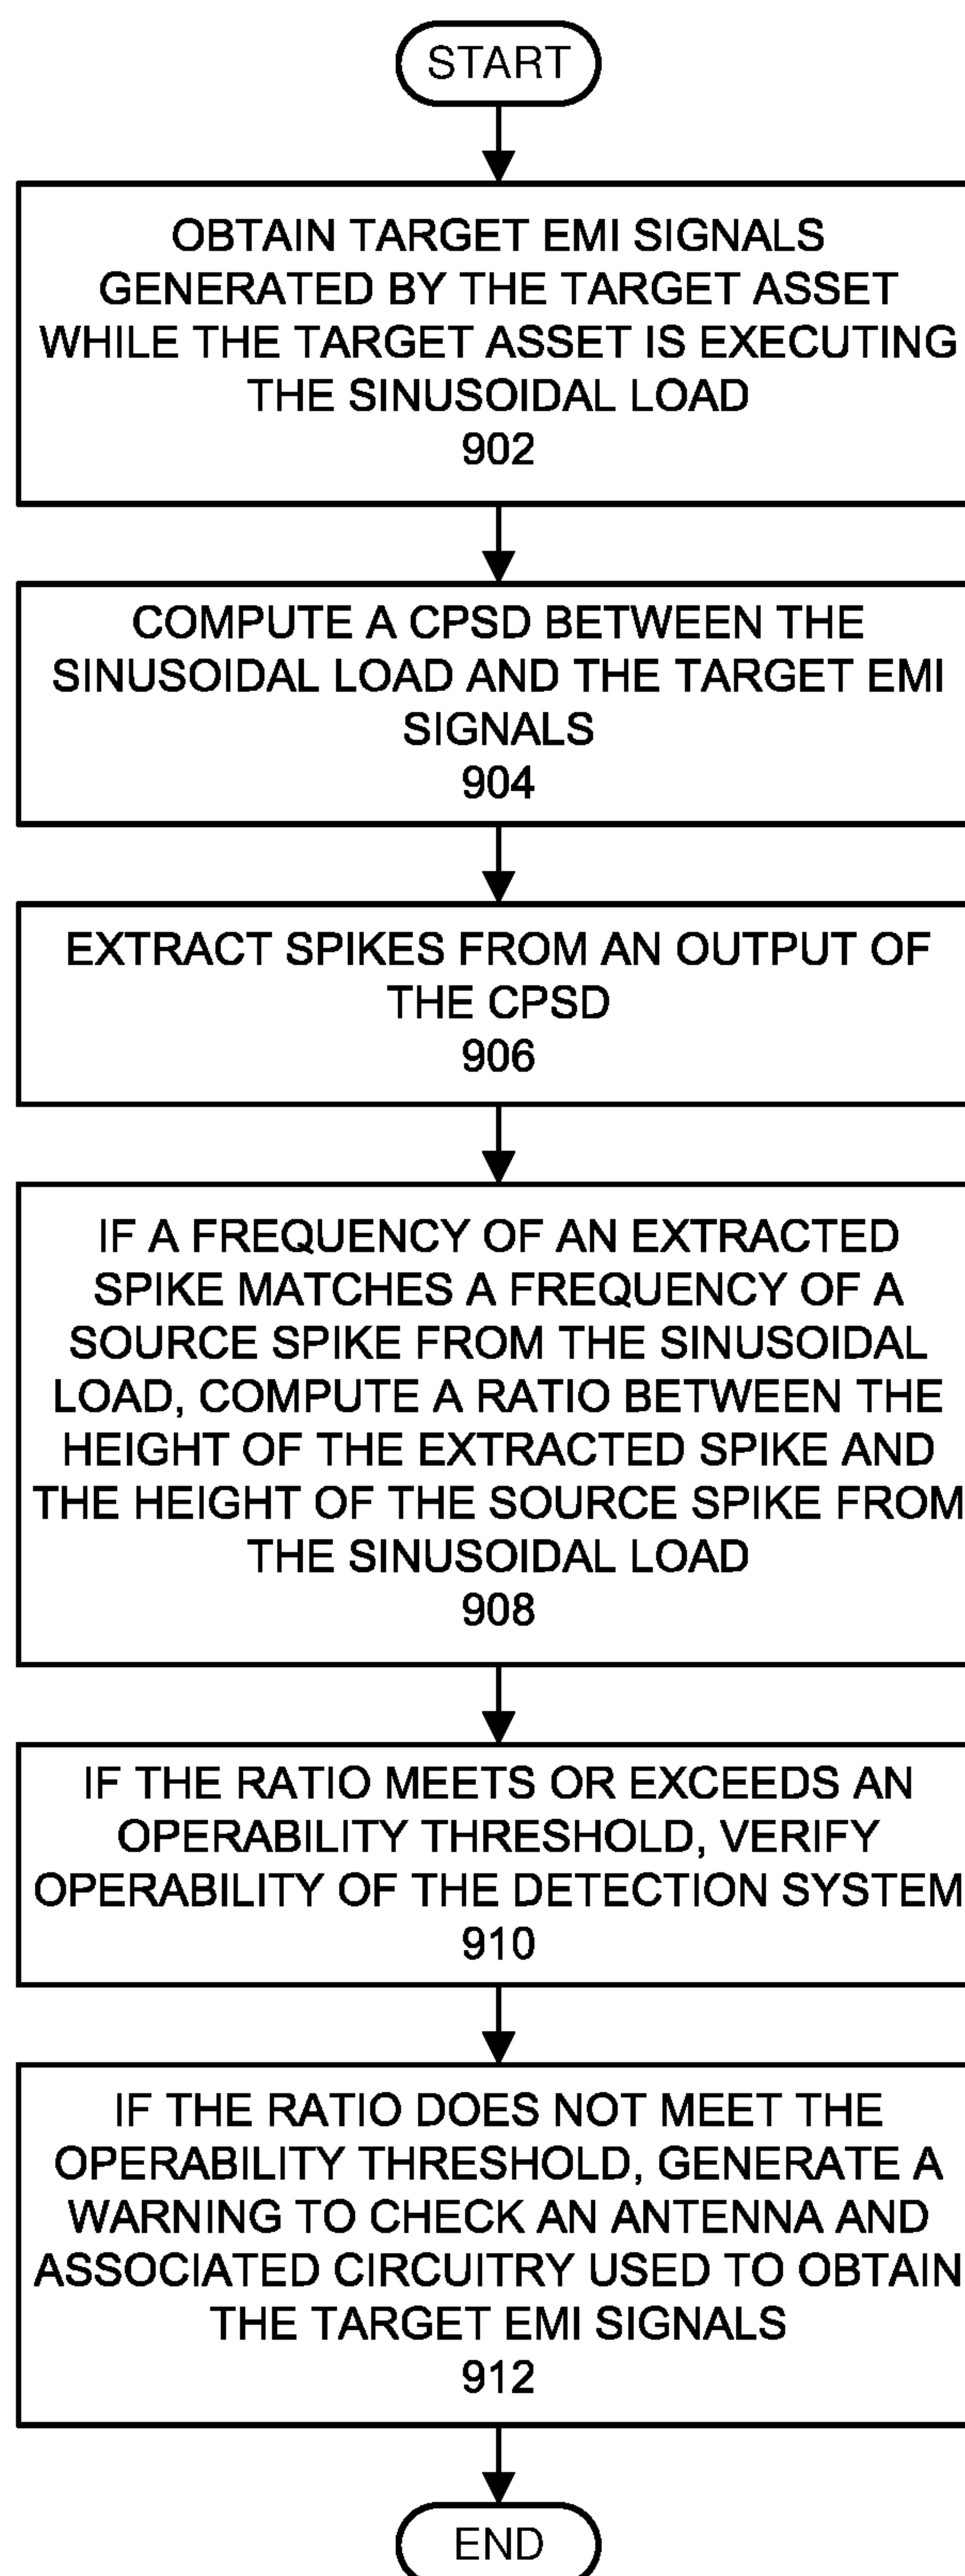 START
OBTAIN TARGET EMI SIGNALS
GENERATED BY THE TARGET ASSET
WHILE THE TARGET ASSET IS EXECUTING
THE SINUSOIDAL LOAD
902
COMPUTE A CPSD BETWEEN THE
SINUSOIDAL LOAD AND THE TARGET EMI
SIGNALS
904
EXTRACT SPIKES FROM AN OUTPUT OF
THE CPSD
906
IF A FREQUENCY OF AN EXTRACTED
SPIKE MATCHES A FREQUENCY OF A
SOURCE SPIKE FROM THE SINUSOIDAL
LOAD, COMPUTE A RATIO BETWEEN THE
HEIGHT OF THE EXTRACTED SPIKE AND
THE HEIGHT OF THE SOURCE SPIKE FROM
THE SINUSOIDAL LOAD
908
IF THE RATIO MEETS OR EXCEEDS AN
OPERABILITY THRESHOLD, VERIFY
OPERABILITY OF THE DETECTION SYSTEM
910
IF THE RATIO DOES NOT MEET THE
OPERABILITY THRESHOLD, GENERATE A
WARNING TO CHECK AN ANTENNA AND
ASSOCIATED CIRCUITRY USED TO OBTAIN
THE TARGET EMI SIGNALS
912
END